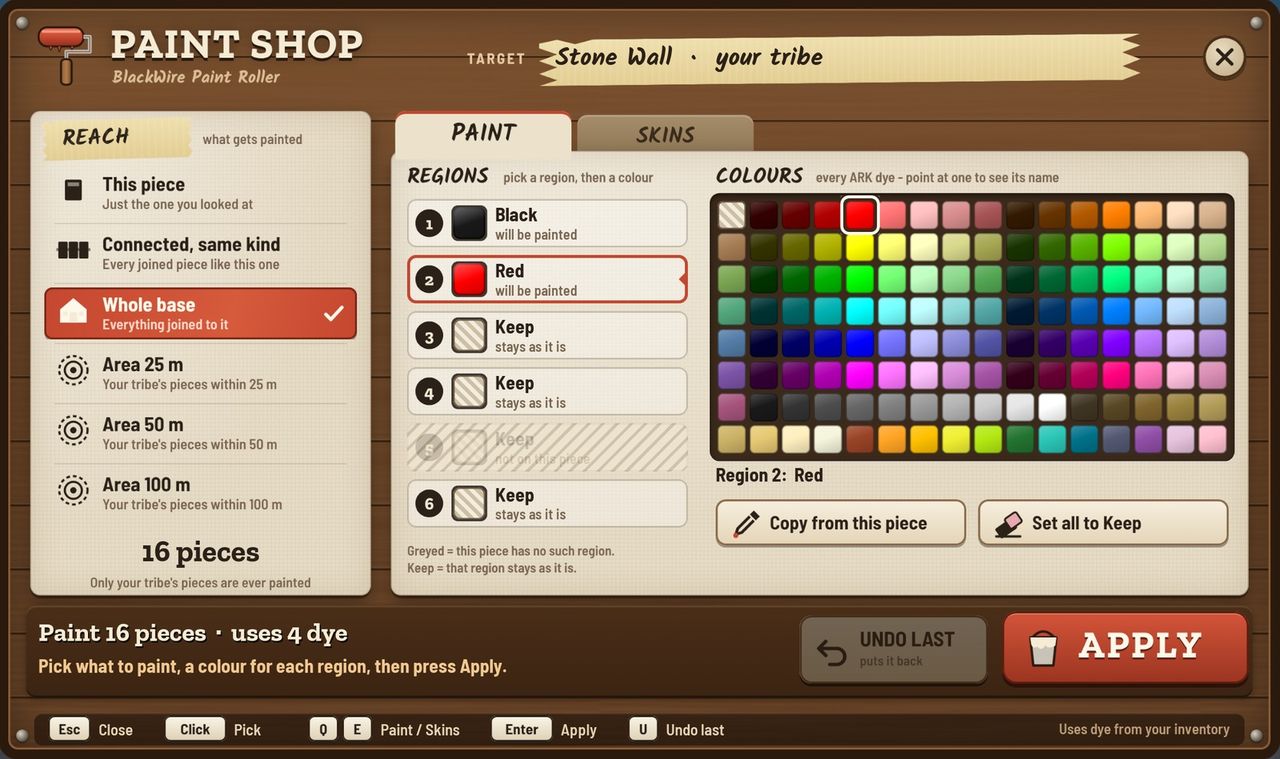 PAINT SHOP
BlackWire Paint Roller
TARGET
Stone Wall · your tribe
REACH
what gets painted
This piece
Just the one you looked at
Connected, same kind
Every joined piece like this one
Whole base
Everything joined to it
Area 25 m
Your tribe's pieces within 25 m
Area 50 m
Your tribe's pieces within 50 m
Area 100 m
Your tribe's pieces within 100 m
16 pieces
Only your tribe's pieces are ever painted
PAINT
SKINS
REGIONS pick a region, then a colour
1
Black
will be painted
2
Red
will be painted
3
Keep
stays as it is
4
Keep
stays as it is
5
Keep
not on this piece
6
Keep
stays as it is
Greyed = this piece has no such region.
Keep = that region stays as it is.
COLOURS every ARK dye - point at one to see its name
Region 2: Red
Copy from this piece
Set all to Keep
Paint 16 pieces · uses 4 dye
Pick what to paint, a colour for each region, then press Apply.
UNDO LAST
puts it back
APPLY
Esc Close Click Pick Q E Paint / Skins Enter Apply U Undo last
Uses dye from your inventory